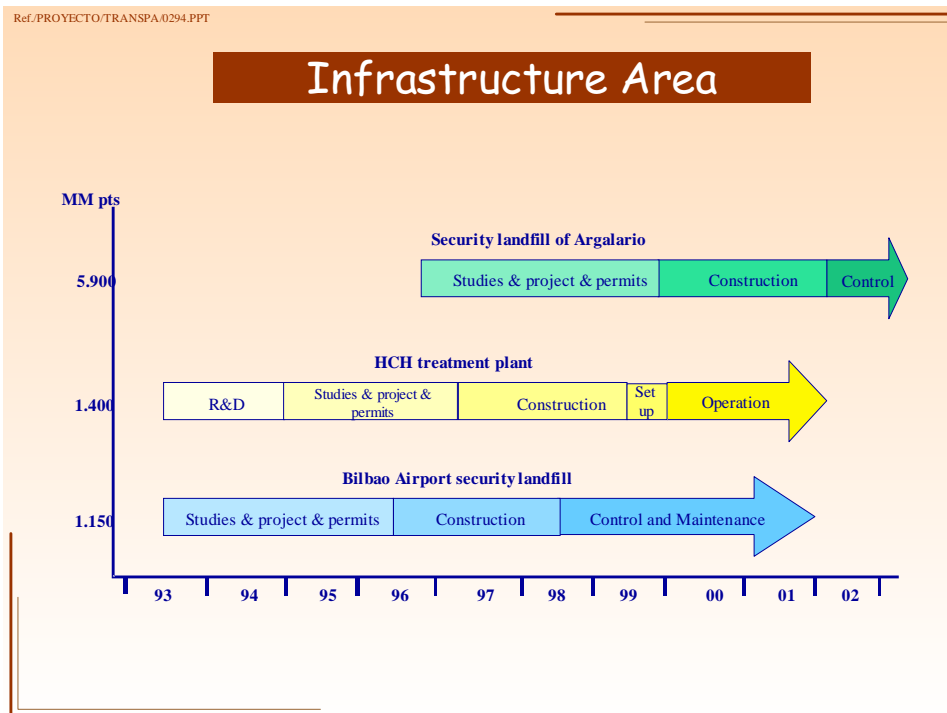 Ref./PROYECTO/TRANSPA/0294.PPT
Infrastructure Area
MM pts
Security landfill of Argalario
5.900
Studies & project & permits
Construction
Control
HCH treatment plant
1.400
R&D
Studies & project &
permits
Construction
Set
up
Operation
Bilbao Airport security landfill
1.150
Studies & project & permits
Construction
Control and Maintenance
93 94 95 96 97 98 99 00 01 02